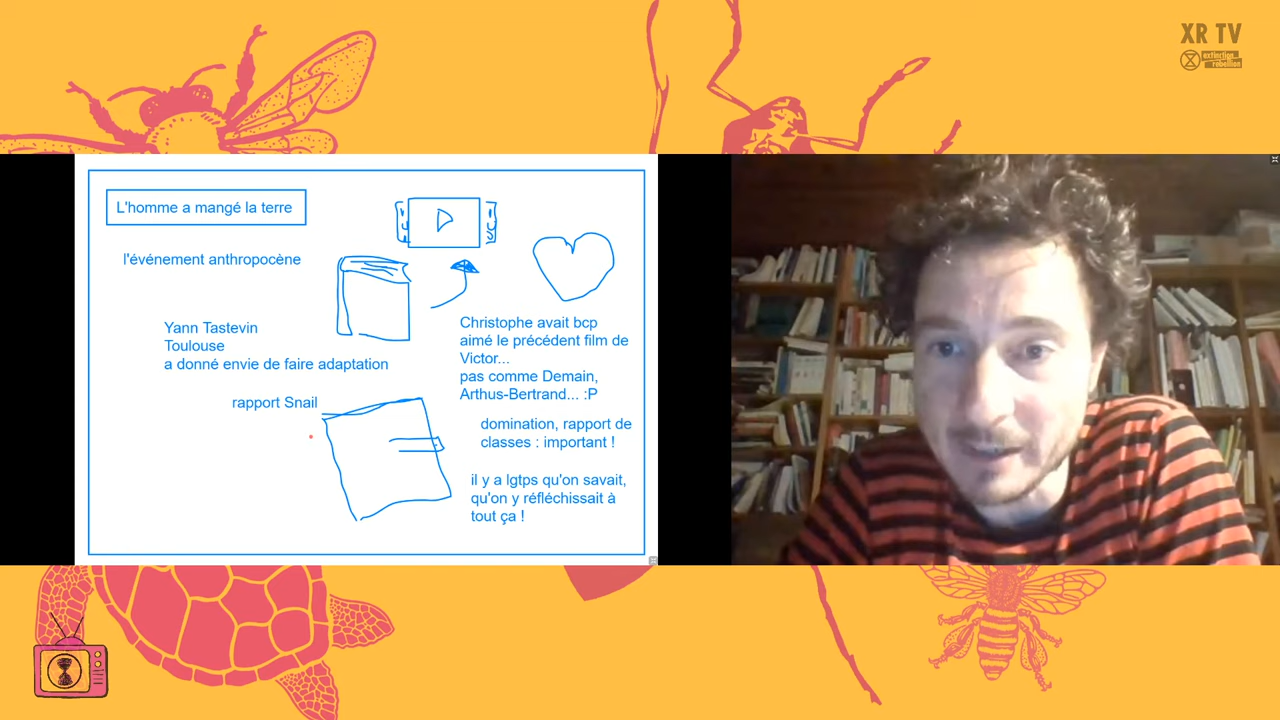 XR TV
extinction
rebellion
L'homme a mangé la terre
l'événement anthropocène
Yann Tastevin
Toulouse
a donné envie de faire adaptation
Christophe avait bcp
aimé le précédent film de
Victor...
pas comme Demain,
Arthus-Bertrand... :P
rapport Snail
domination, rapport de
classes : important !
il y a lgtps qu'on savait,
qu'on y réfléchissait à
tout ça !